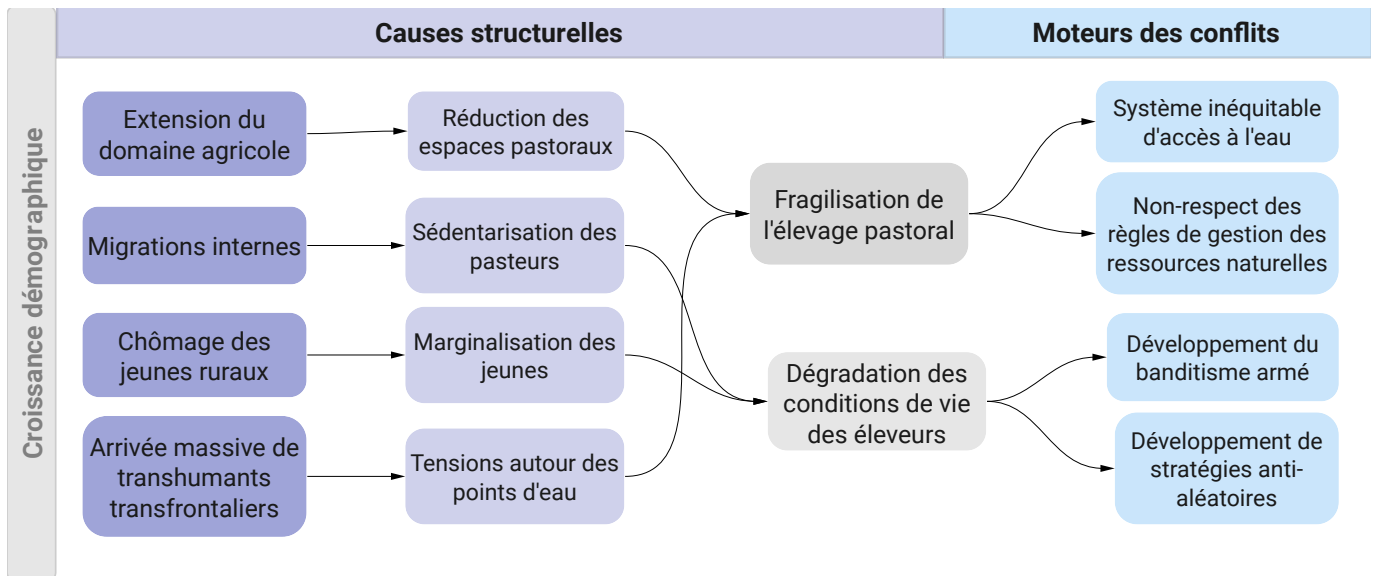 Causes structurelles
Moteurs des conflits
Croissance démographique
Extension du
domaine agricole
Réduction des
espaces pastoraux
Migrations internes
Sédentarisation des
pasteurs
Chômage des
jeunes ruraux
Marginalisation des
jeunes
Arrivée massive de
transhumants
transfrontaliers
Tensions autour des
points d'eau
Fragilisation de
l'élevage pastoral
Dégradation des
conditions de vie
des éleveurs
Système inéquitable
d'accès à l'eau
Non-respect des
règles de gestion des
ressources naturelles
Développement du
banditisme armé
Développement de
stratégies anti-
aléatoires